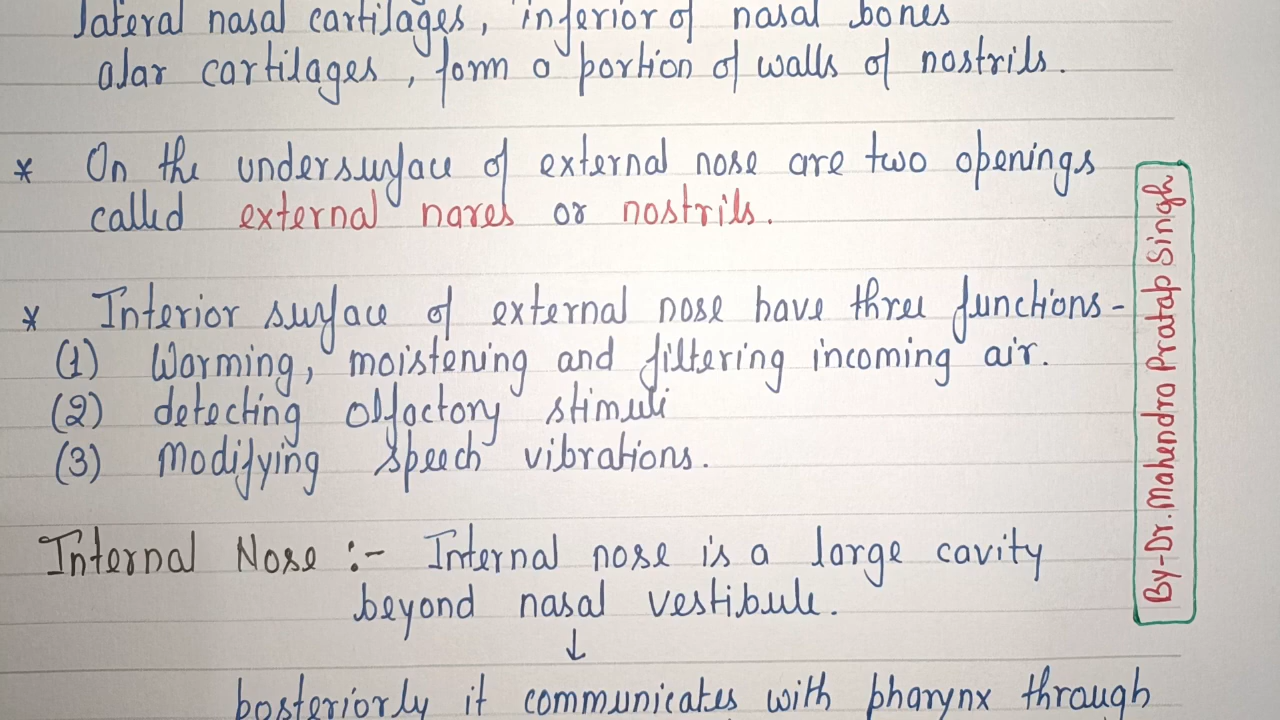 lateral nasal cartilages, inferior of nasal bones
alar cartilages, form a portion of walls of nostrils.
* On the undersurface of external nose are two openings
called external nares or nostrils.
* Interior surface of external nose have three functions -
(1) Warming, moistening and filtering incoming air.
(2) detecting olfactory stimuli
(3) modifying speech vibrations.
Internal Nose :- Internal nose is a large cavity
beyond nasal vestibule.
↓
posteriorly it communicates with pharynx through
By-Dr. Mahendra Pratap Singh